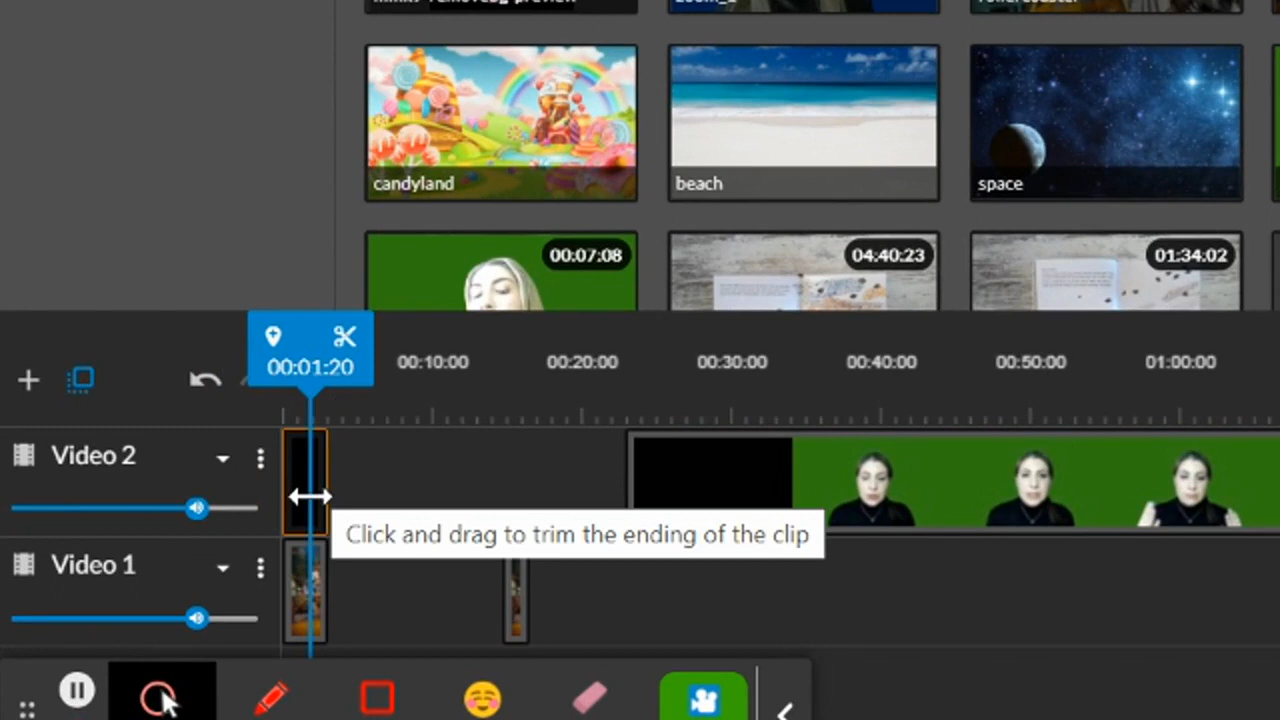 candyland
beach
space
00:07:08
04:40:23
01:34:02
00:01:20
00:10:00
00:20:00
00:30:00
00:40:00
00:50:00
01:00:00
Video 2
Click and drag to trim the ending of the clip
Video 1